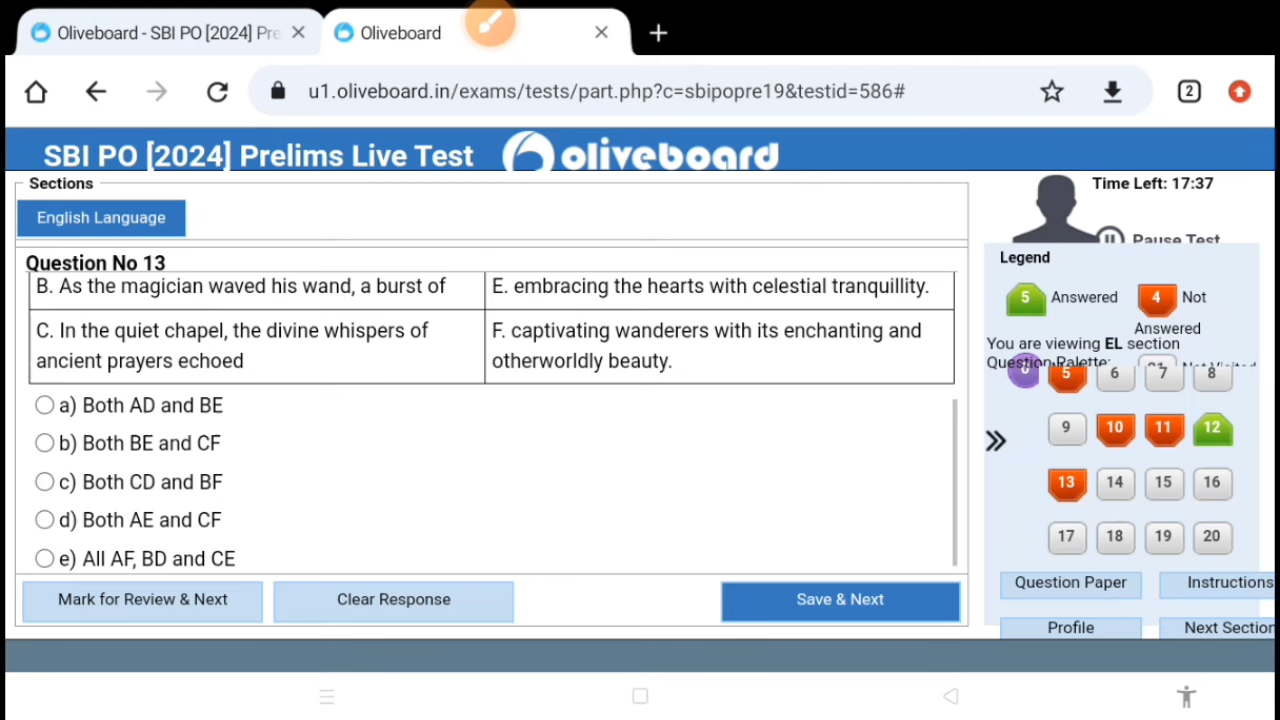 Oliveboard - SBI PO [2024] Pre
Oliveboard
u1.oliveboard.in/exams/tests/part.php?c=sbipopre19&testid=586#
2
SBI PO [2024] Prelims Live Test
oliveboard
Sections
English Language
Time Left: 17:37
Pause Test
Question No 13
B. As the magician waved his wand, a burst of
E. embracing the hearts with celestial tranquillity.
C. In the quiet chapel, the divine whispers of
ancient prayers echoed
F. captivating wanderers with its enchanting and
otherworldly beauty.
a) Both AD and BE
b) Both BE and CF
c) Both CD and BF
d) Both AE and CF
e) All AF, BD and CE
Mark for Review & Next
Clear Response
Save & Next
Legend
5 Answered
4 Not
Answered
You are viewing EL section
Question Palette:
Not Visited
5 6 7 8
9 10 11 12
13 14 15 16
17 18 19 20
Question Paper
Instructions
Profile
Next Section